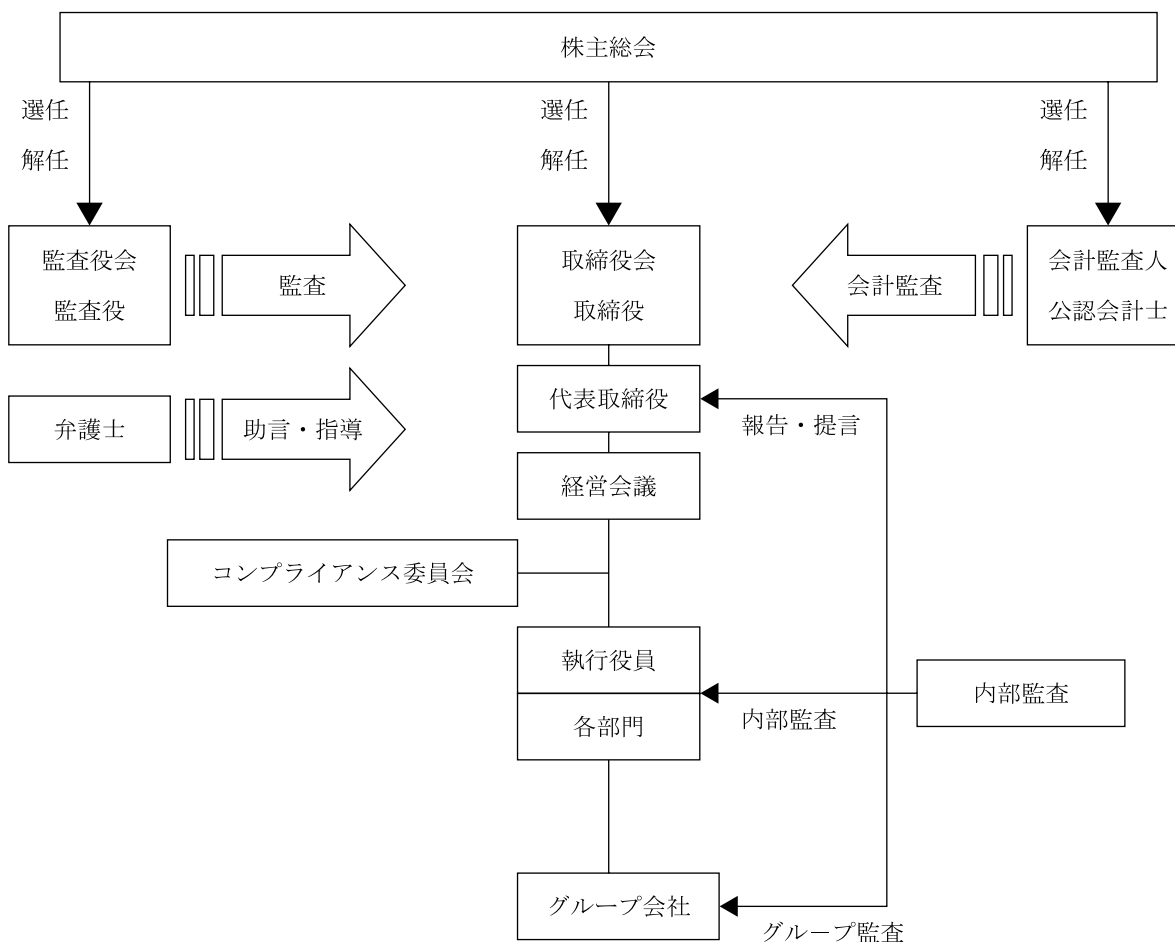 株主総会
選任
解任
選任
解任
選任
解任
監査役会
監査役
監査
取締役会
取締役
会計監査
会計監査人
公認会計士
弁護士
助言・指導
代表取締役
報告・提言
経営会議
コンプライアンス委員会
執行役員
各部門
内部監査
内部監査
グループ会社
グループ監査